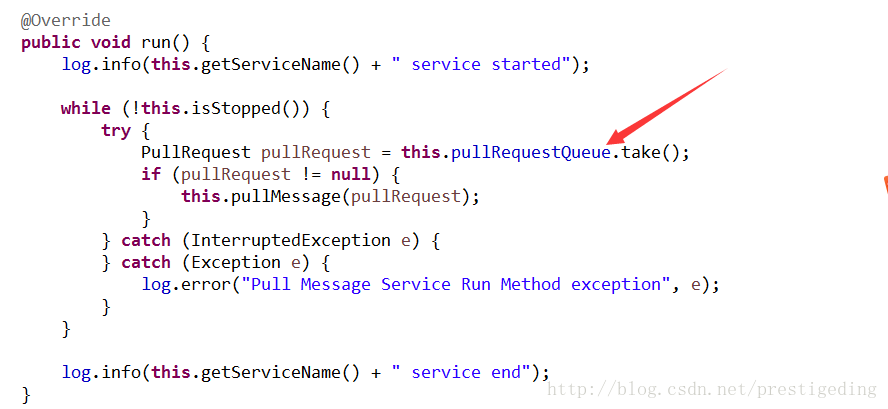 @Override
public void run() {
    log.info(this.getServiceName() + " service started");
    while (!this.isStopped()) {
        try {
            PullRequest pullRequest = this.pullRequestQueue.take();
            if (pullRequest != null) {
                this.pullMessage(pullRequest);
            }
        } catch (InterruptedException e) {
        } catch (Exception e) {
            log.error("Pull Message Service Run Method exception", e);
        }
    }
    log.info(this.getServiceName() + " service end");
http://blog.csdn.net/prestigeding
}